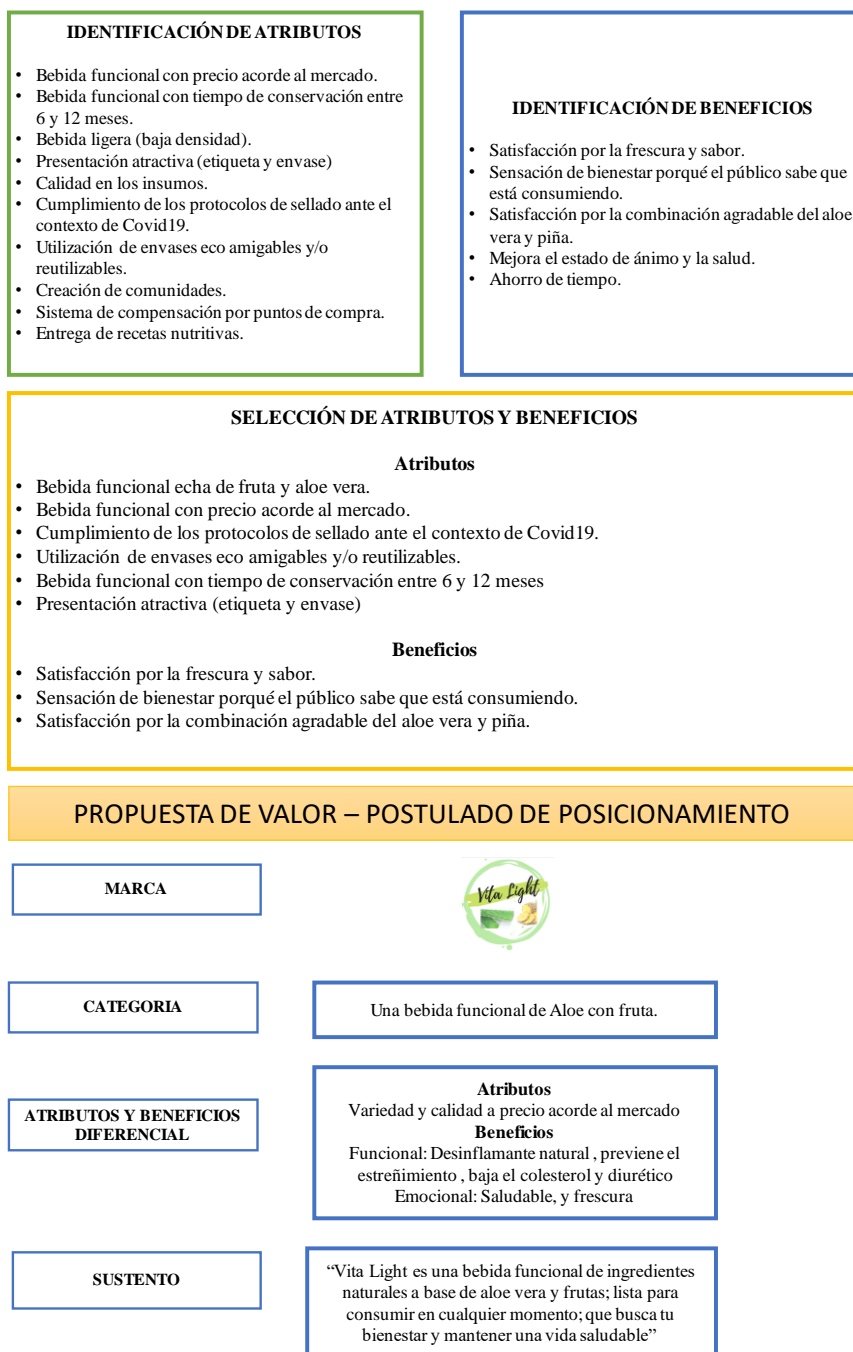 IDENTIFICACIÓN DE ATRIBUTOS
• Bebida funcional con precio acorde al mercado.
• Bebida funcional con tiempo de conservación entre
6 y 12 meses.
• Bebida ligera (baja densidad).
• Presentación atractiva (etiqueta y envase)
• Calidad en los insumos.
• Cumplimiento de los protocolos de sellado ante el
contexto de Covid19.
• Utilización de envases eco amigables y/o
reutilizables.
• Creación de comunidades.
• Sistema de compensación por puntos de compra.
• Entrega de recetas nutritivas.
IDENTIFICACIÓN DE BENEFICIOS
• Satisfacción por la frescura y sabor.
• Sensación de bienestar porqué el público sabe que
está consumiendo.
• Satisfacción por la combinación agradable del aloe
vera y piña.
• Mejora el estado de ánimo y la salud.
• Ahorro de tiempo.
SELECCIÓN DE ATRIBUTOS Y BENEFICIOS
Atributos
• Bebida funcional echa de fruta y aloe vera.
• Bebida funcional con precio acorde al mercado.
• Cumplimiento de los protocolos de sellado ante el contexto de Covid19.
• Utilización de envases eco amigables y/o reutilizables.
• Bebida funcional con tiempo de conservación entre 6 y 12 meses
• Presentación atractiva (etiqueta y envase)
Beneficios
• Satisfacción por la frescura y sabor.
• Sensación de bienestar porqué el público sabe que está consumiendo.
• Satisfacción por la combinación agradable del aloe vera y piña.
PROPUESTA DE VALOR – POSTULADO DE POSICIONAMIENTO
MARCA
Vita Light
CATEGORIA
Una bebida funcional de Aloe con fruta.
ATRIBUTOS Y BENEFICIOS
DIFERENCIAL
Atributos
Variedad y calidad a precio acorde al mercado
Beneficios
Funcional: Desinflamante natural , previene el
estreñimiento , baja el colesterol y diurético
Emocional: Saludable, y frescura
SUSTENTO
“Vita Light es una bebida funcional de ingredientes
naturales a base de aloe vera y frutas; lista para
consumir en cualquier momento; que busca tu
bienestar y mantener una vida saludable”